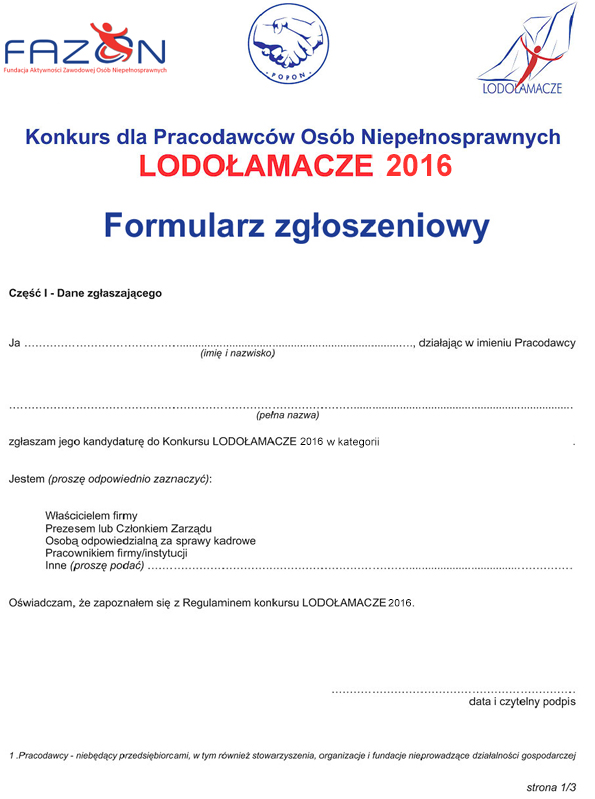 FAZON
Fundacja Aktywności Zawodowej Osób Niepełnosprawnych
· POPON ·
LODOŁAMACZE
Konkurs dla Pracodawców Osób Niepełnosprawnych
LODOŁAMACZE 2016
Formularz zgłoszeniowy
Część I - Dane zgłaszającego
Ja ……………………………………………………………………………, działając w imieniu Pracodawcy
(imię i nazwisko)
………………………………………………………………………………………………………………
(pełna nazwa)
zgłaszam jego kandydaturę do Konkursu LODOŁAMACZE 2016 w kategorii .
Jestem (proszę odpowiednio zaznaczyć):
Właścicielem firmy
Prezesem lub Członkiem Zarządu
Osobą odpowiedzialną za sprawy kadrowe
Pracownikiem firmy/instytucji
Inne (proszę podać) ………………………………………………………………………………
Oświadczam, że zapoznałem się z Regulaminem konkursu LODOŁAMACZE 2016.
………………………………………………
data i czytelny podpis
1 .Pracodawcy - niebędący przedsiębiorcami, w tym również stowarzyszenia, organizacje i fundacje nieprowadzące działalności gospodarczej
strona 1/3